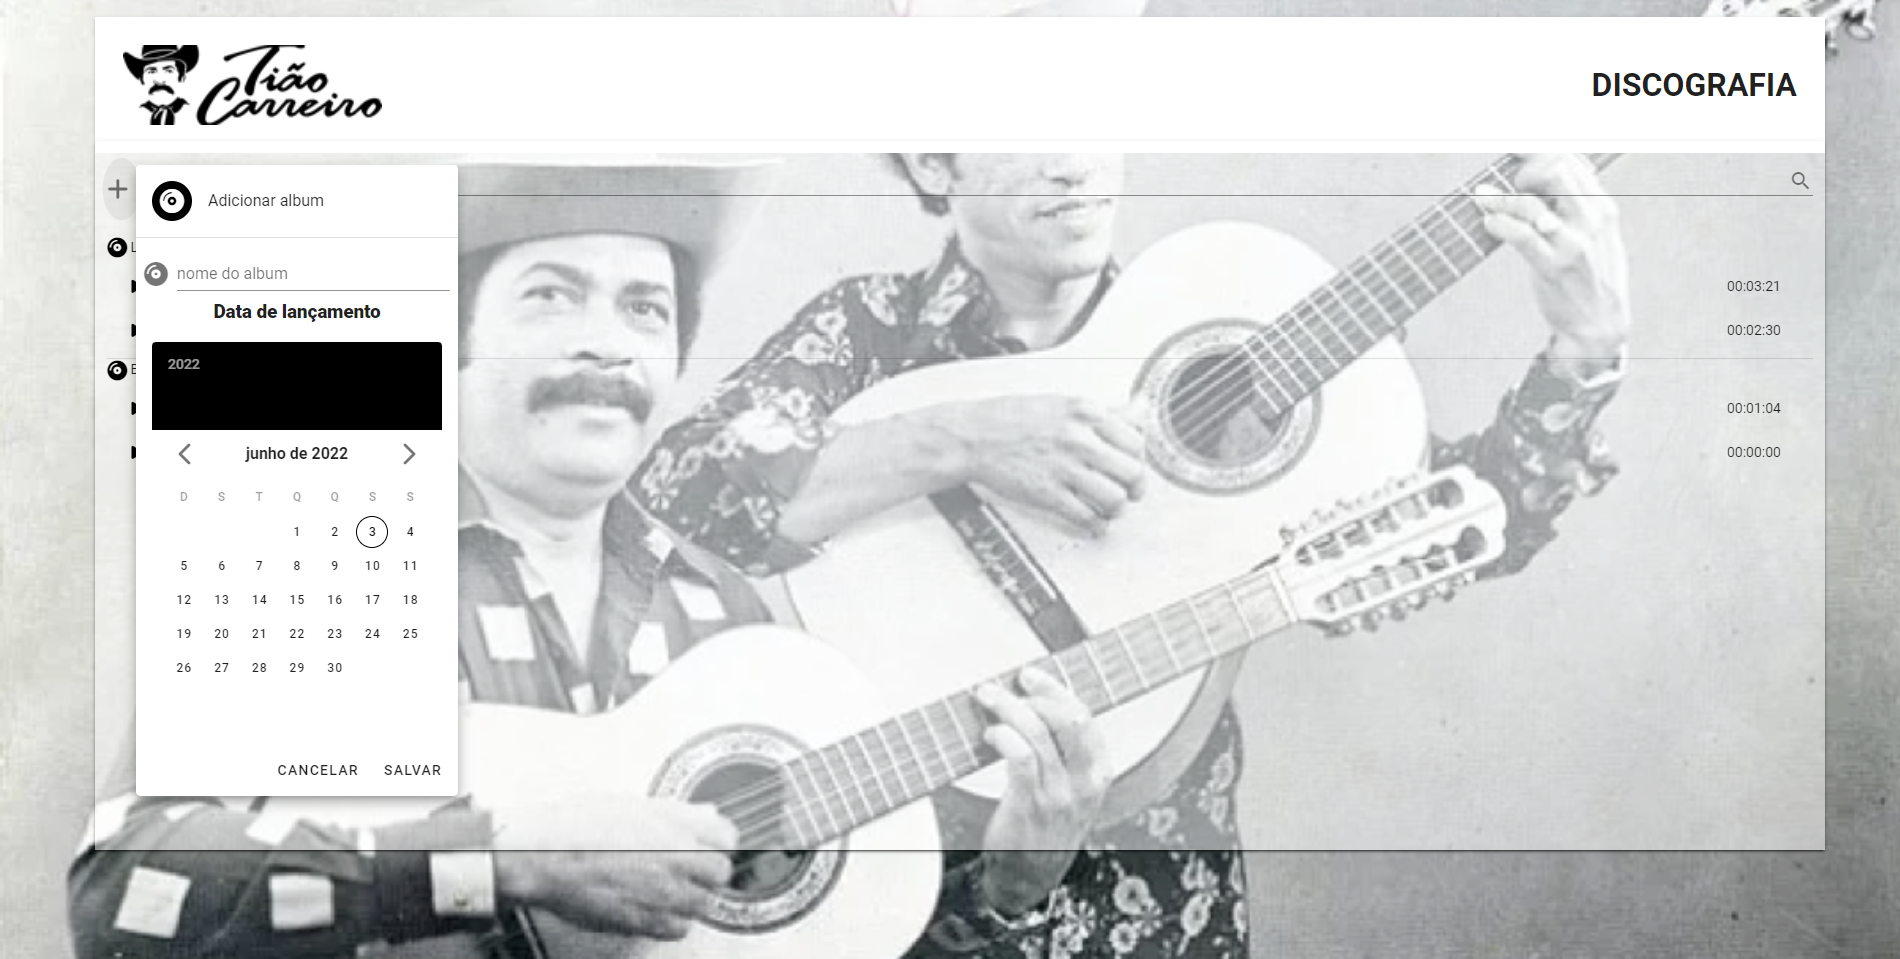 Tião
Carreiro
DISCOGRAFIA
Adicionar album
L
nome do album
00:03:21
Data de lançamento
00:02:30
2022
E
00:01:04
junho de 2022
00:00:00
D S T Q Q S S
1 2 3 4
5 6 7 8 9 10 11
12 13 14 15 16 17 18
19 20 21 22 23 24 25
26 27 28 29 30
CANCELAR SALVAR